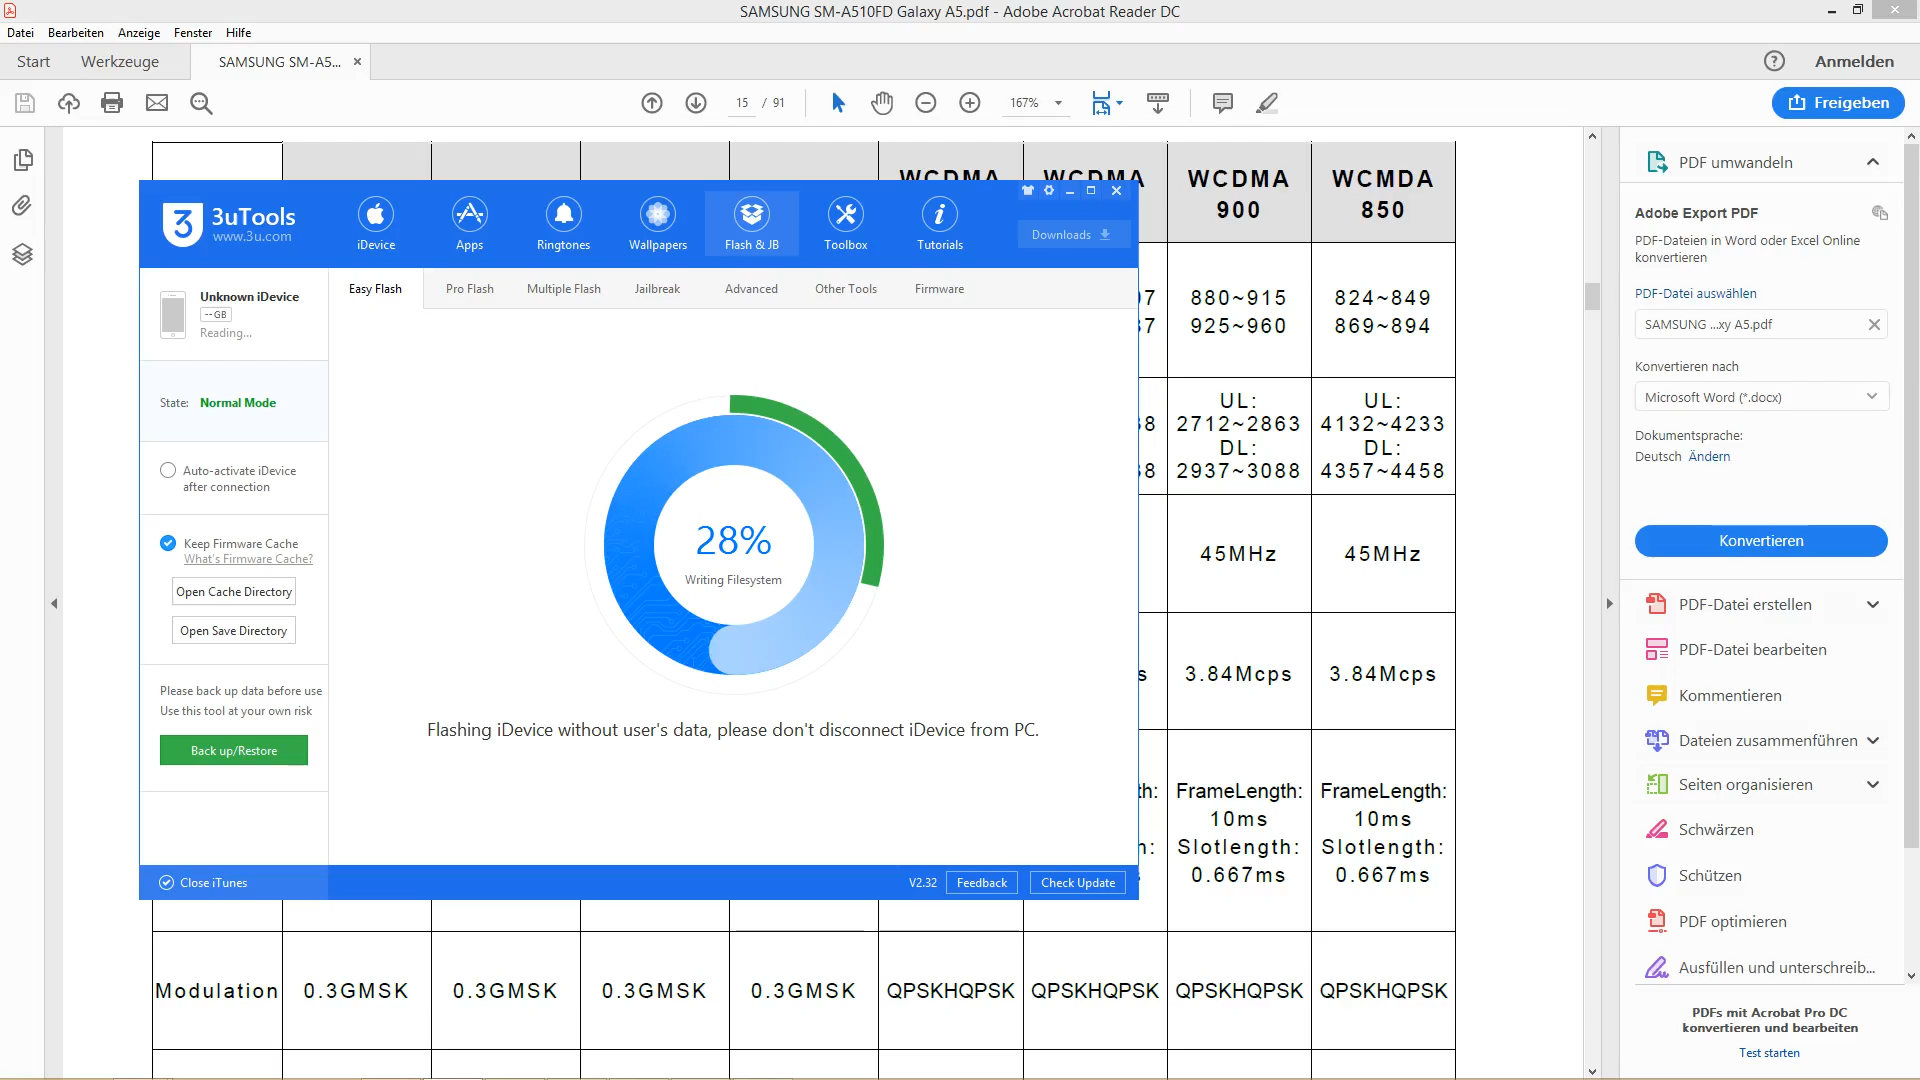 SAMSUNG SM-A510FD Galaxy A5.pdf - Adobe Acrobat Reader DC
Datei Bearbeiten Anzeige Fenster Hilfe
Start Werkzeuge SAMSUNG SM-A5... Anmelden
15 / 91 167% Freigeben
WCDMA WCDMA WCDMA WCMDA
900 850
3uTools
www.3u.com
iDevice Apps Ringtones Wallpapers Flash & JB Toolbox Tutorials
Downloads
Easy Flash Pro Flash Multiple Flash Jailbreak Advanced Other Tools Firmware
Unknown iDevice
-- GB
Reading...
State: Normal Mode
Auto-activate iDevice
after connection
Keep Firmware Cache
What's Firmware Cache?
Open Cache Directory
Open Save Directory
Please back up data before use
Use this tool at your own risk
Back up/Restore
28%
Writing Filesystem
Flashing iDevice without user's data, please don't disconnect iDevice from PC.
Close iTunes V2.32 Feedback Check Update
7 880~915 824~849
37 925~960 869~894
UL: UL:
38 2712~2863 4132~4233
DL: DL:
38 2937~3088 4357~4458
45MHz 45MHz
s 3.84Mcps 3.84Mcps
th: FrameLength: FrameLength:
10ms 10ms
h: Slotlength: Slotlength:
0.667ms 0.667ms
Modulation 0.3GMSK 0.3GMSK 0.3GMSK 0.3GMSK QPSKHQPSK QPSKHQPSK QPSKHQPSK QPSKHQPSK
PDF umwandeln
Adobe Export PDF
PDF-Dateien in Word oder Excel Online
konvertieren
PDF-Datei auswählen
SAMSUNG ...xy A5.pdf
Konvertieren nach
Microsoft Word (*.docx)
Dokumentsprache:
Deutsch Ändern
Konvertieren
PDF-Datei erstellen
PDF-Datei bearbeiten
Kommentieren
Dateien zusammenführen
Seiten organisieren
Schwärzen
Schützen
PDF optimieren
Ausfüllen und unterschreib...
PDFs mit Acrobat Pro DC
konvertieren und bearbeiten
Test starten